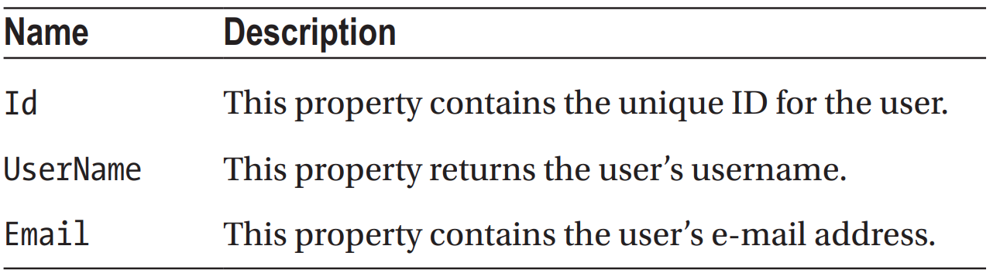 Name Description
Id This property contains the unique ID for the user.
UserName This property returns the user’s username.
Email This property contains the user’s e-mail address.